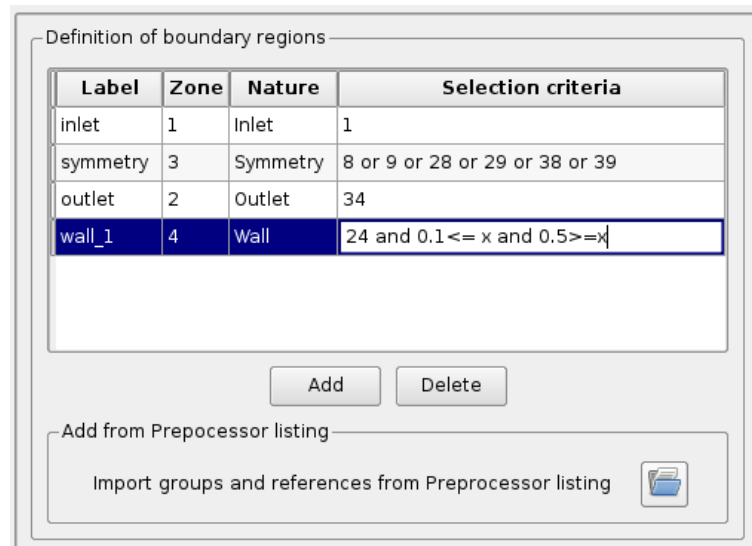 Definition of boundary regions
Label Zone Nature Selection criteria
inlet 1 Inlet 1
symmetry 3 Symmetry 8 or 9 or 28 or 29 or 38 or 39
outlet 2 Outlet 34
wall_1 4 Wall 24 and 0.1<= x and 0.5>=x
Add Delete
Add from Prepocessor listing
Import groups and references from Preprocessor listing